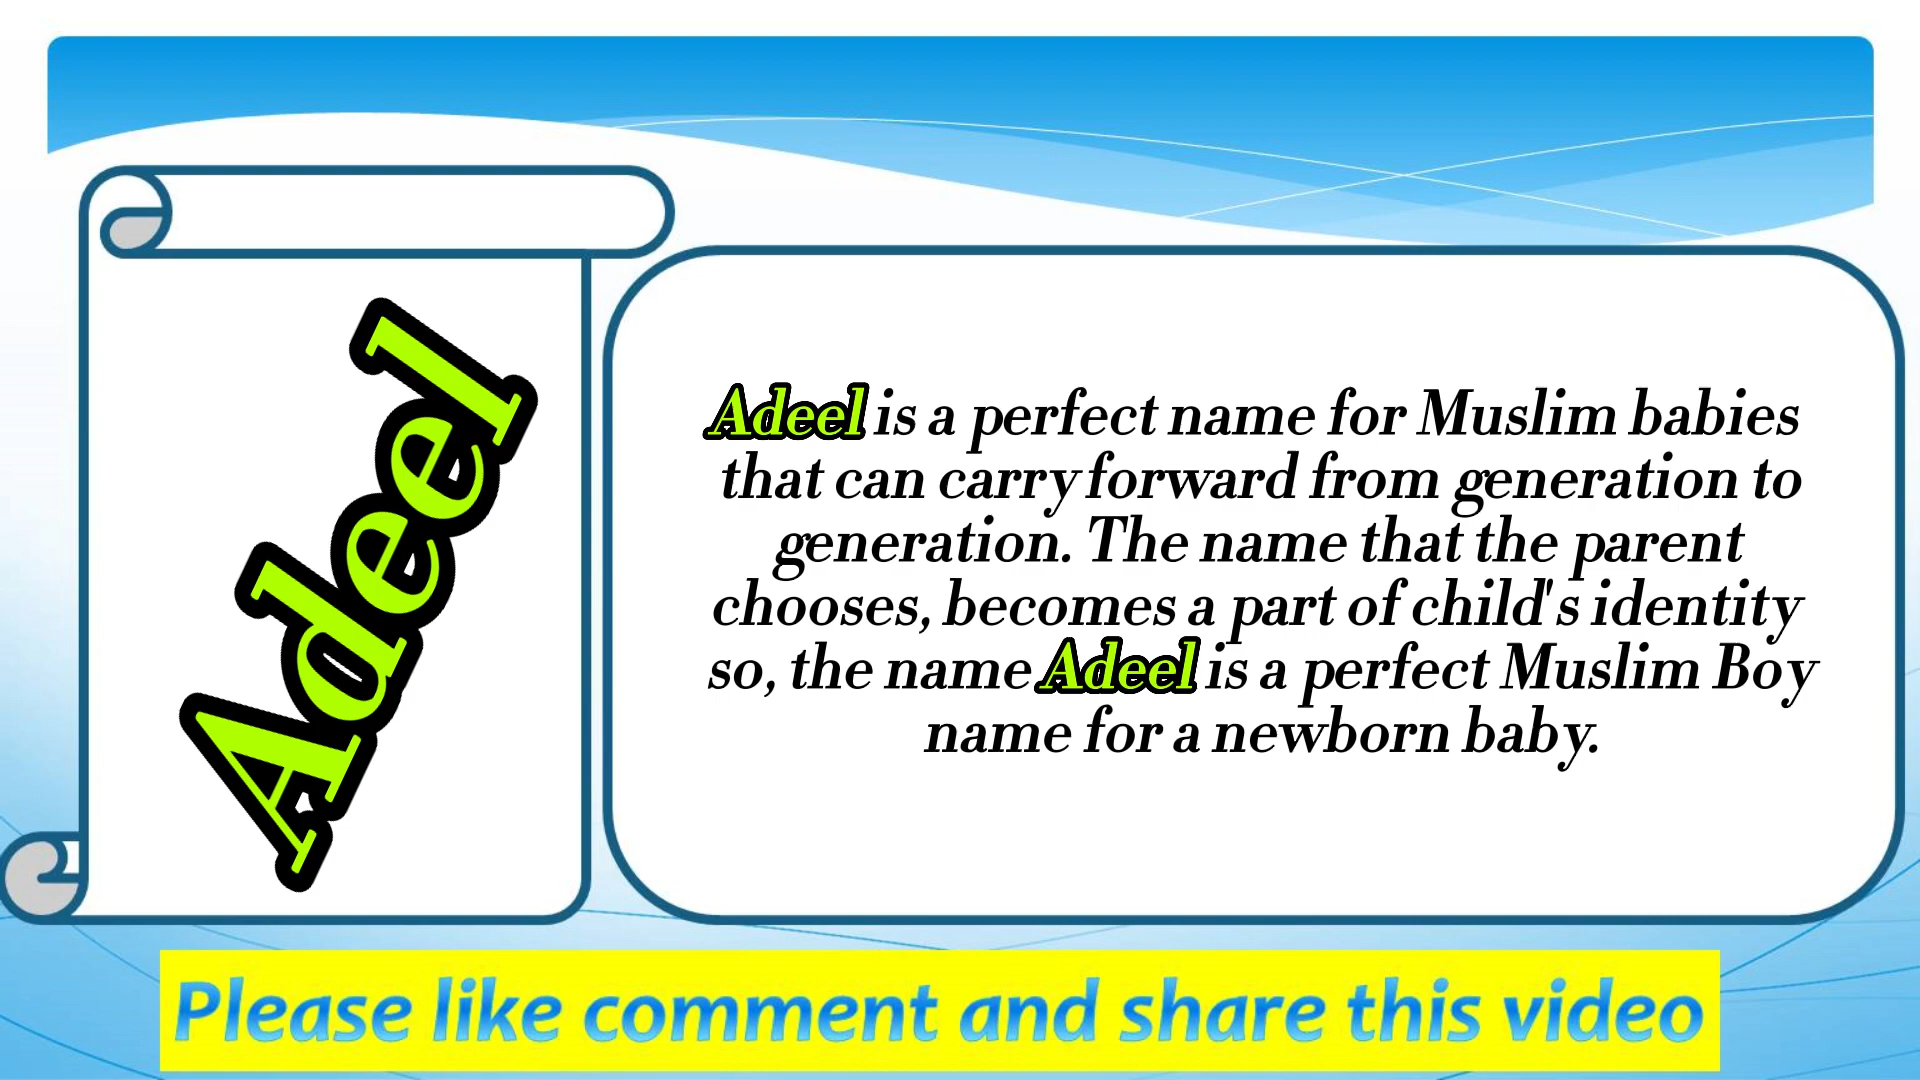 Adeel
Adeel is a perfect name for Muslim babies
that can carry forward from generation to
generation. The name that the parent
chooses, becomes a part of child's identity
so, the name Adeel is a perfect Muslim Boy
name for a newborn baby.
Please like comment and share this video